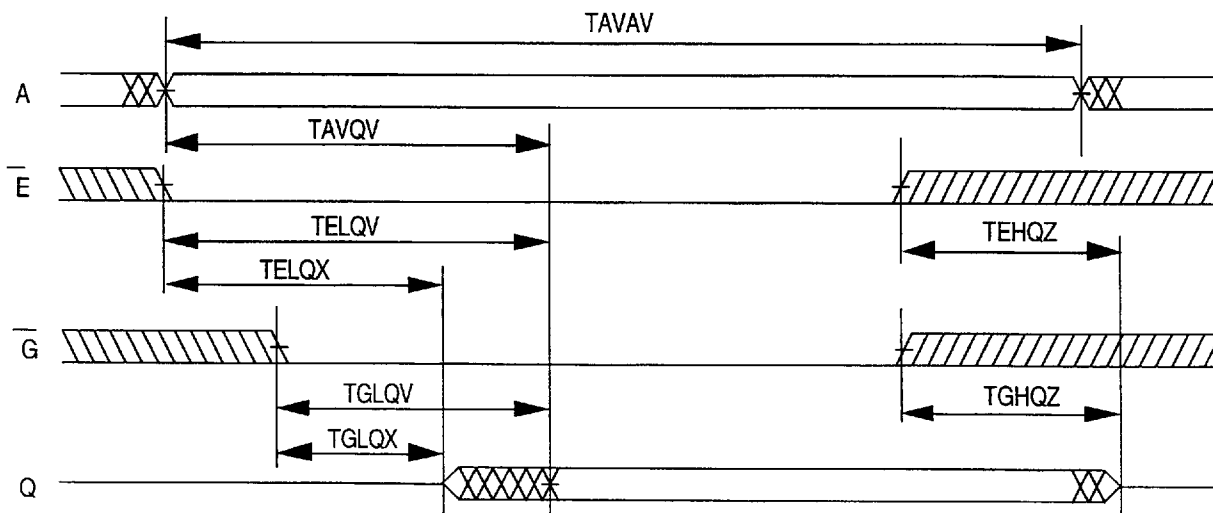 TAVAV
A
TAVQV
E̅
TELQV
TEHQZ
TELQX
G̅
TGLQV
TGHQZ
TGLQX
Q